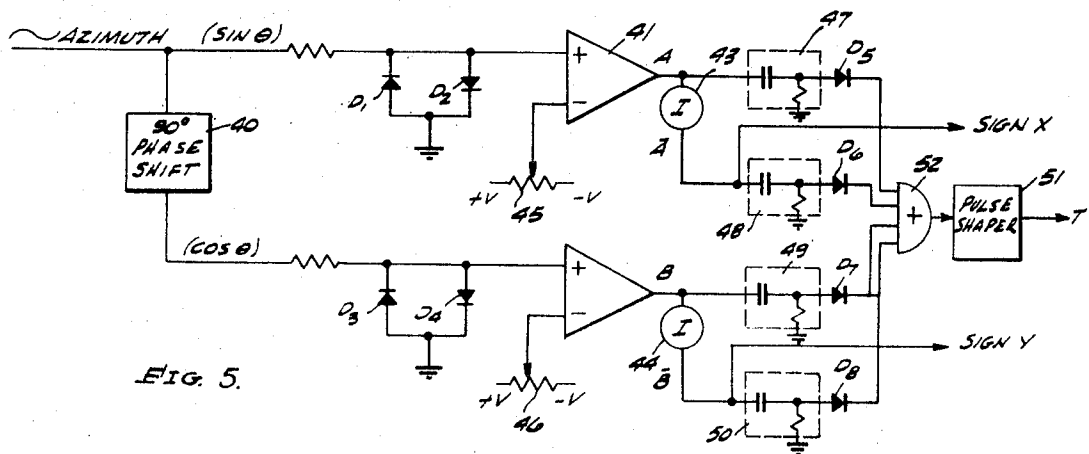 AZIMUTH (SIN θ)
90°
PHASE
SHIFT
40
(COS θ)
D1
D2
+
−
41
A
43
I
Ā
+V
45
−V
47
D5
SIGN X
D6
48
52
+
51
PULSE
SHAPER
T
D3
D4
+
−
B
I
44
B̄
+V
46
−V
49
D7
SIGN Y
D8
50
FIG. 5.